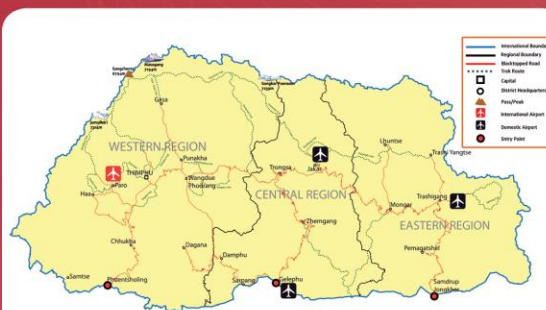 International Bounda
Regional Boundary
Blacktopped Road
Trek Route
Capital
District Headquarters
Pass/Peak
International Airport
Domestic Airport
Entry Point
Gasa
WESTERN REGION
Punakha
THIMPHU
Paro
Wangdue
Phodrang
Haa
Chhukha
Dagana
Damphu
Samtse
Phuentsholing
Sarpang
Gelephu
Trongsa
Jakar
CENTRAL REGION
Zhemgang
Lhuntse
Trashi Yangtse
Trashigang
Mongar
EASTERN REGION
Pemagatshel
Samdrup
Jongkhar